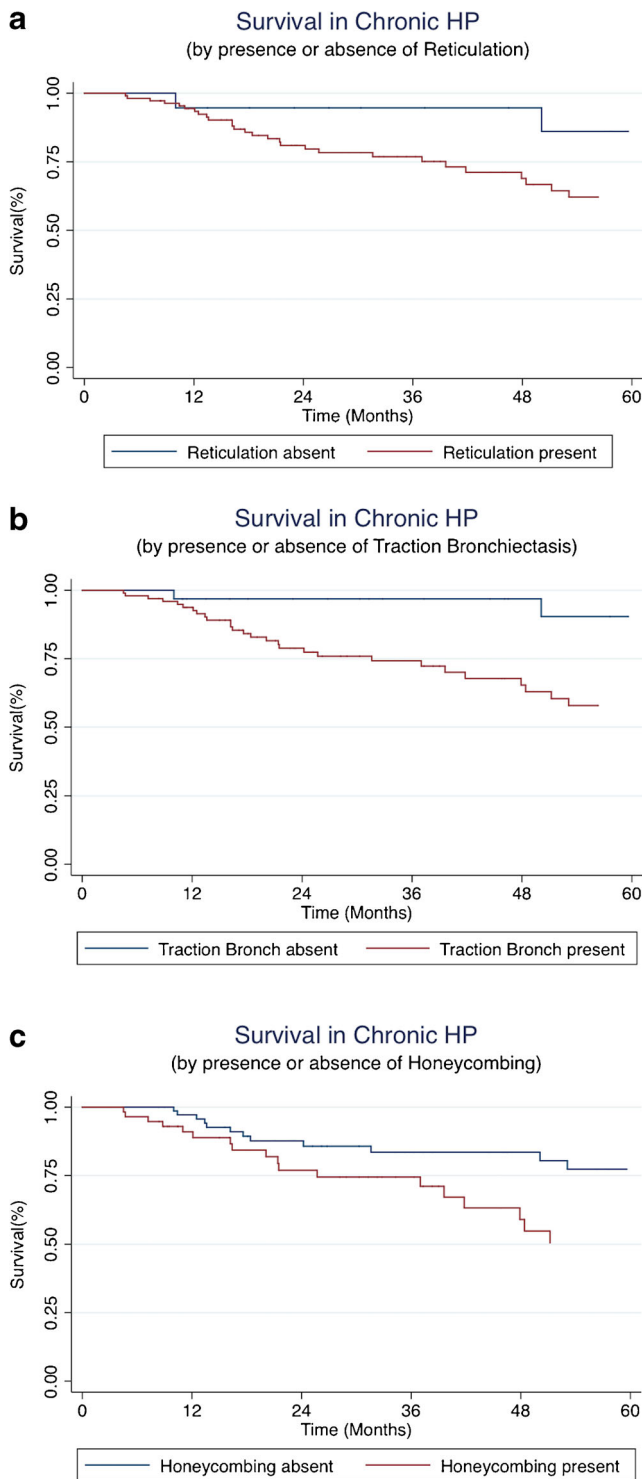 a
Survival in Chronic HP
(by presence or absence of Reticulation)
Survival(%)
1.00
0.75
0.50
0.25
0.00
0 12 24 36 48 60
Time (Months)
Reticulation absent Reticulation present
b
Survival in Chronic HP
(by presence or absence of Traction Bronchiectasis)
Survival(%)
1.00
0.75
0.50
0.25
0.00
0 12 24 36 48 60
Time (Months)
Traction Bronch absent Traction Bronch present
c
Survival in Chronic HP
(by presence or absence of Honeycombing)
Survival(%)
1.00
0.75
0.50
0.25
0.00
0 12 24 36 48 60
Time (Months)
Honeycombing absent Honeycombing present